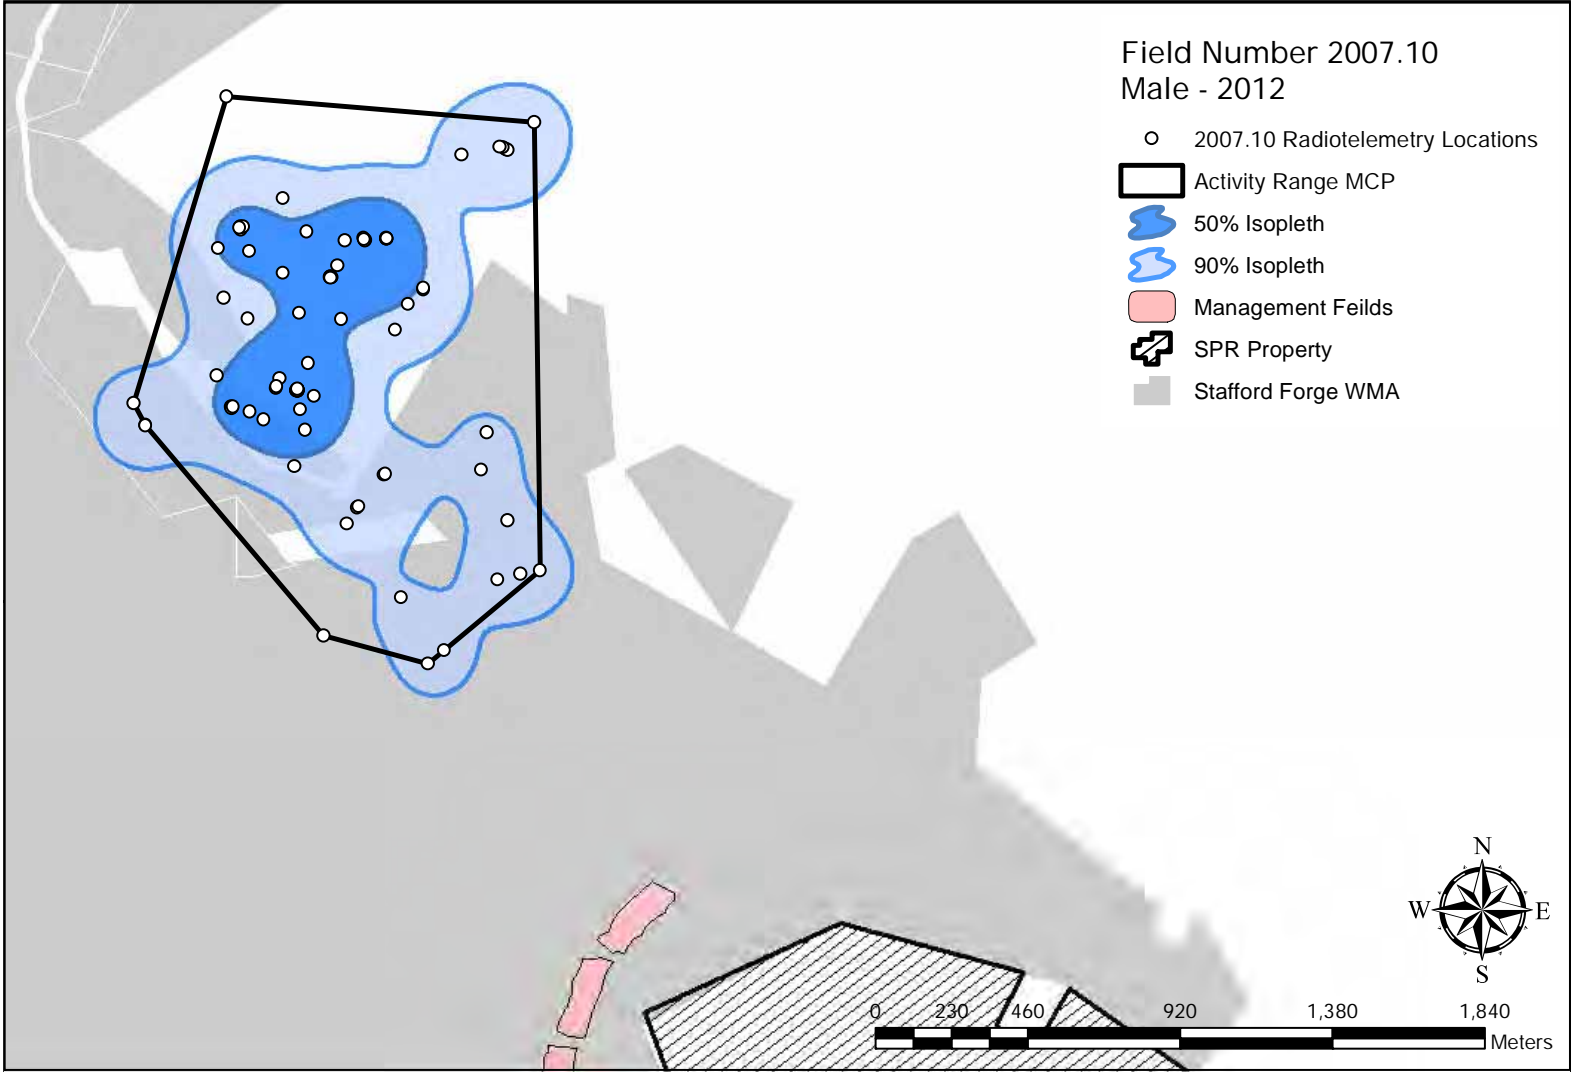 Field Number 2007.10
Male - 2012
2007.10 Radiotelemetry Locations
Activity Range MCP
50% Isopleth
90% Isopleth
Management Feilds
SPR Property
Stafford Forge WMA
N
W E
S
0 230 460 920 1,380 1,840
Meters